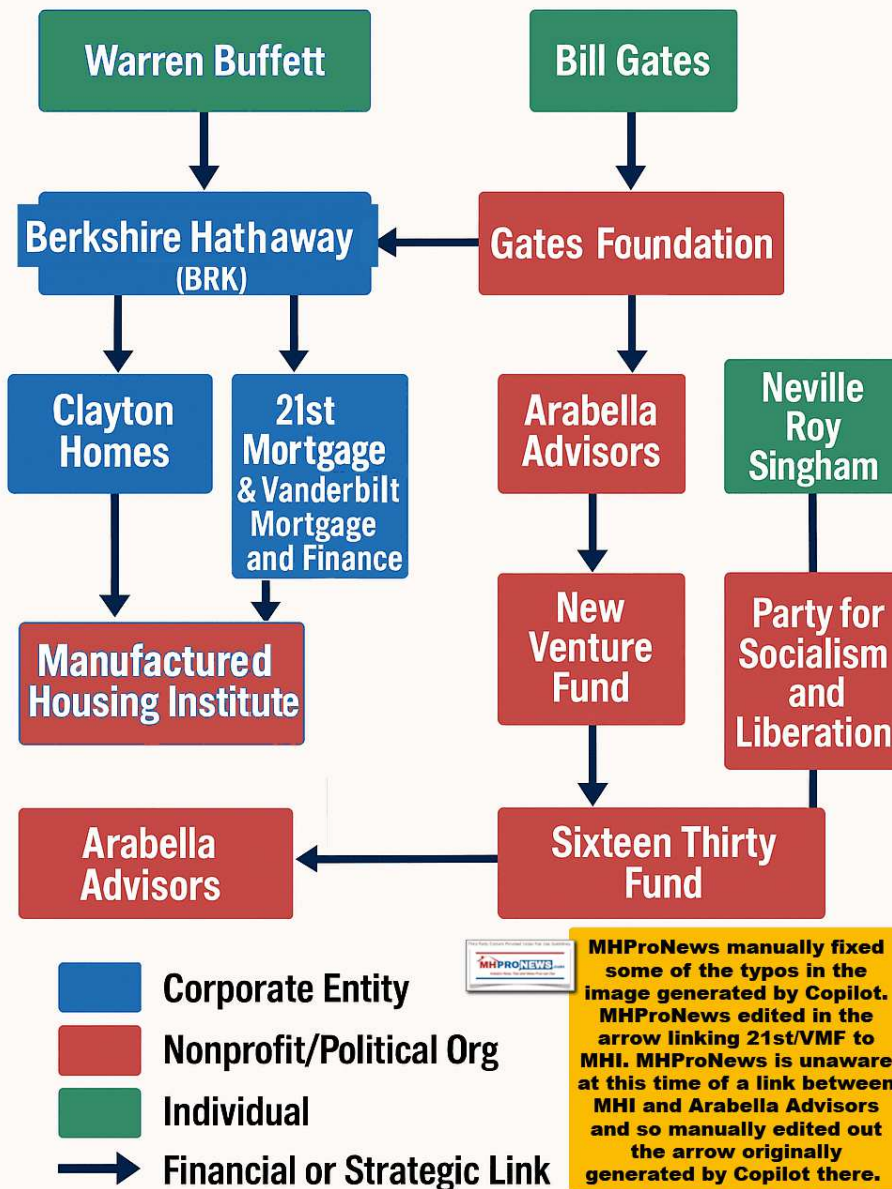 Warren Buffett
Bill Gates
Berkshire Hathaway
(BRK)
Gates Foundation
Clayton
Homes
21st
Mortgage
& Vanderbilt
Mortgage
and Finance
Arabella
Advisors
Neville
Roy
Singham
New
Venture
Fund
Party for
Socialism
and
Liberation
Manufactured
Housing Institute
Arabella
Advisors
Sixteen Thirty
Fund
Corporate Entity
Nonprofit/Political Org
Individual
Financial or Strategic Link
MHPRONEWS.com
MHProNews manually fixed
some of the typos in the
image generated by Copilot.
MHProNews edited in the
arrow linking 21st/VMF to
MHI. MHProNews is unaware
at this time of a link between
MHI and Arabella Advisors
and so manually edited out
the arrow originally
generated by Copilot there.